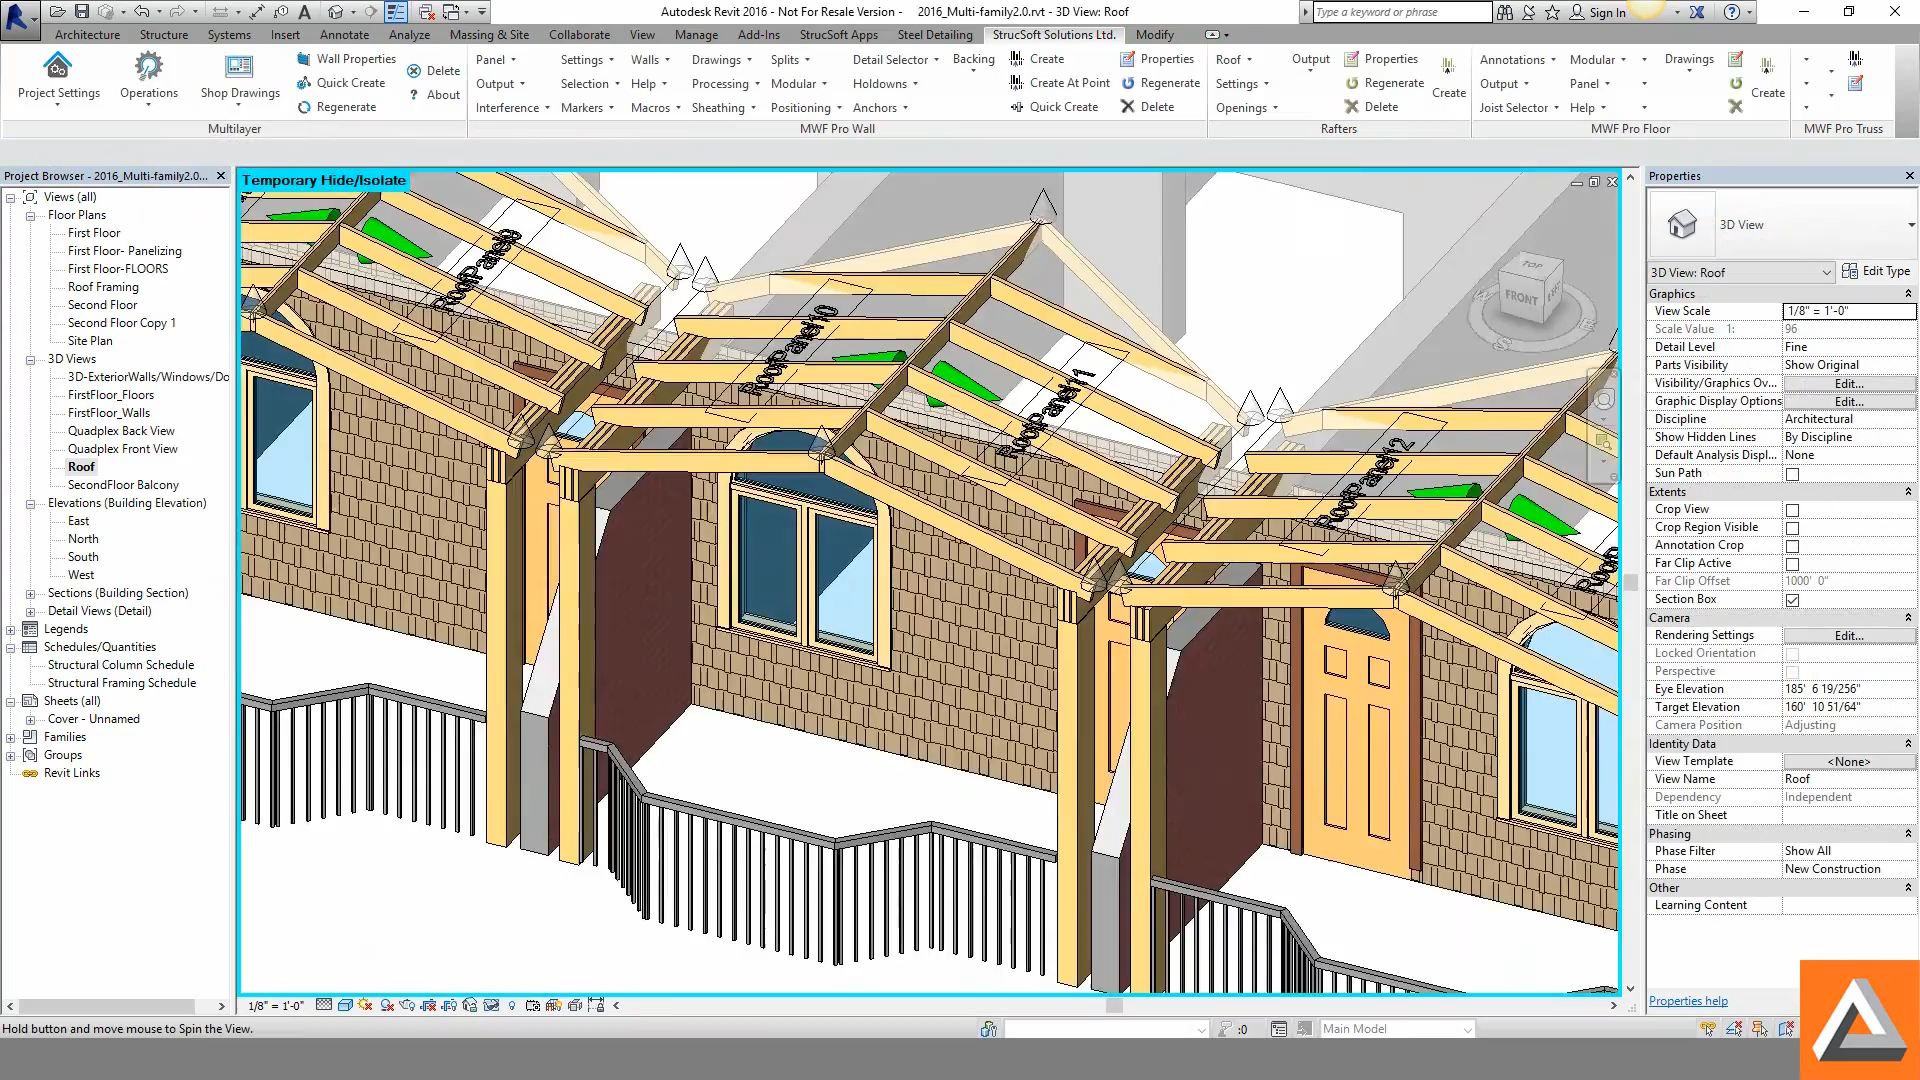 Autodesk Revit 2016 - Not For Resale Version - 2016_Multi-family2.0.rvt - 3D View: Roof
Type a keyword or phrase
Sign In
Architecture Structure Systems Insert Annotate Analyze Massing & Site Collaborate View Manage Add-Ins StrucSoft Apps Steel Detailing StrucSoft Solutions Ltd. Modify
Project Settings
Operations
Shop Drawings
Wall Properties
Quick Create
Regenerate
Delete
About
Multilayer
Panel Settings Walls Drawings Splits Detail Selector Backing
Output Selection Help Processing Modular Holdowns
Interference Markers Macros Sheathing Positioning Anchors
Create
Create At Point
Quick Create
Properties
Regenerate
Delete
MWF Pro Wall
Roof
Settings
Openings
Output
Properties
Regenerate
Delete
Create
Rafters
Annotations Modular
Output Panel
Joist Selector Help
Drawings
Create
MWF Pro Floor
MWF Pro Truss
Project Browser - 2016_Multi-family2.0...
Views (all)
Floor Plans
First Floor
First Floor- Panelizing
First Floor-FLOORS
Roof Framing
Second Floor
Second Floor Copy 1
Site Plan
3D Views
3D-ExteriorWalls/Windows/Do
FirstFloor_Floors
FirstFloor_Walls
Quadplex Back View
Quadplex Front View
Roof
SecondFloor Balcony
Elevations (Building Elevation)
East
North
South
West
Sections (Building Section)
Detail Views (Detail)
Legends
Schedules/Quantities
Structural Column Schedule
Structural Framing Schedule
Sheets (all)
Cover - Unnamed
Families
Groups
Revit Links
Temporary Hide/Isolate
RoofPanel9
RoofPanel10
RoofPanel11
RoofPanel12
TOP
FRONT
S
E
Properties
3D View
3D View: Roof
Edit Type
Graphics
View Scale 1/8" = 1'-0"
Scale Value 1: 96
Detail Level Fine
Parts Visibility Show Original
Visibility/Graphics Ov... Edit...
Graphic Display Options Edit...
Discipline Architectural
Show Hidden Lines By Discipline
Default Analysis Displ... None
Sun Path
Extents
Crop View
Crop Region Visible
Annotation Crop
Far Clip Active
Far Clip Offset 1000' 0"
Section Box
Camera
Rendering Settings Edit...
Locked Orientation
Perspective
Eye Elevation 185' 6 19/256"
Target Elevation 160' 10 51/64"
Camera Position Adjusting
Identity Data
View Template <None>
View Name Roof
Dependency Independent
Title on Sheet
Phasing
Phase Filter Show All
Phase New Construction
Other
Learning Content
Properties help
1/8" = 1'-0"
Hold button and move mouse to Spin the View.
:0
Main Model